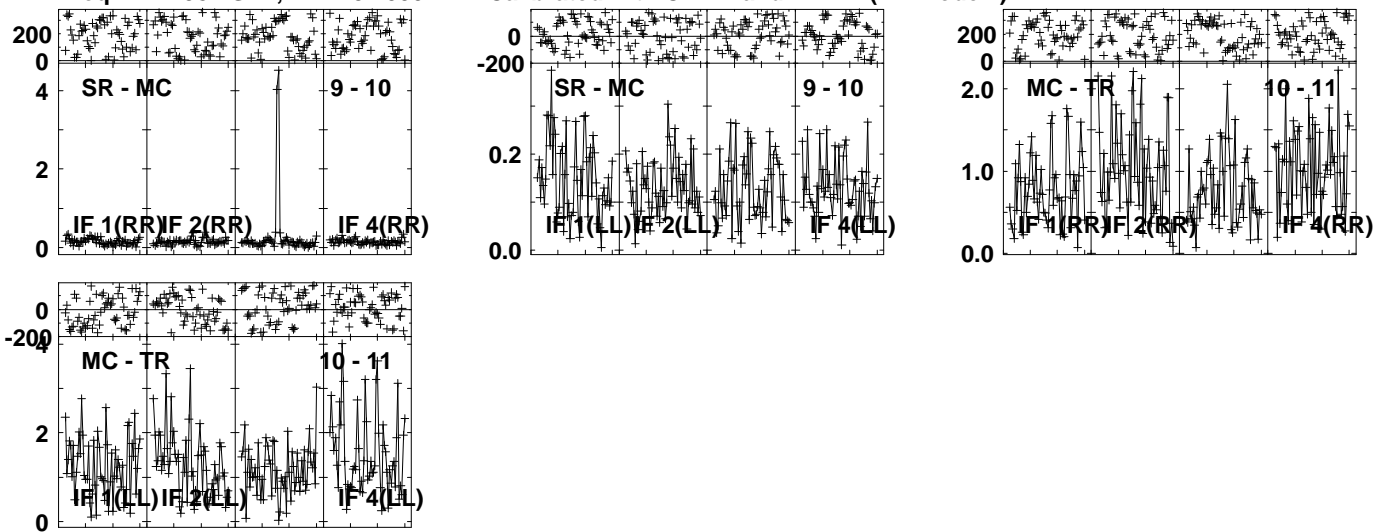 200
0
SR - MC 9 - 10
4
2
0
IF 1(RR) IF 2(RR) IF 4(RR)
0
-200
SR - MC 9 - 10
0.2
0.0
IF 1(LL) IF 2(LL) IF 4(LL)
200
0
MC - TR 10 - 11
2.0
1.0
0.0
IF 1(RR) IF 2(RR) IF 4(RR)
0
-200
4
MC - TR 10 - 11
2
0
IF 1(LL) IF 2(LL) IF 4(LL)